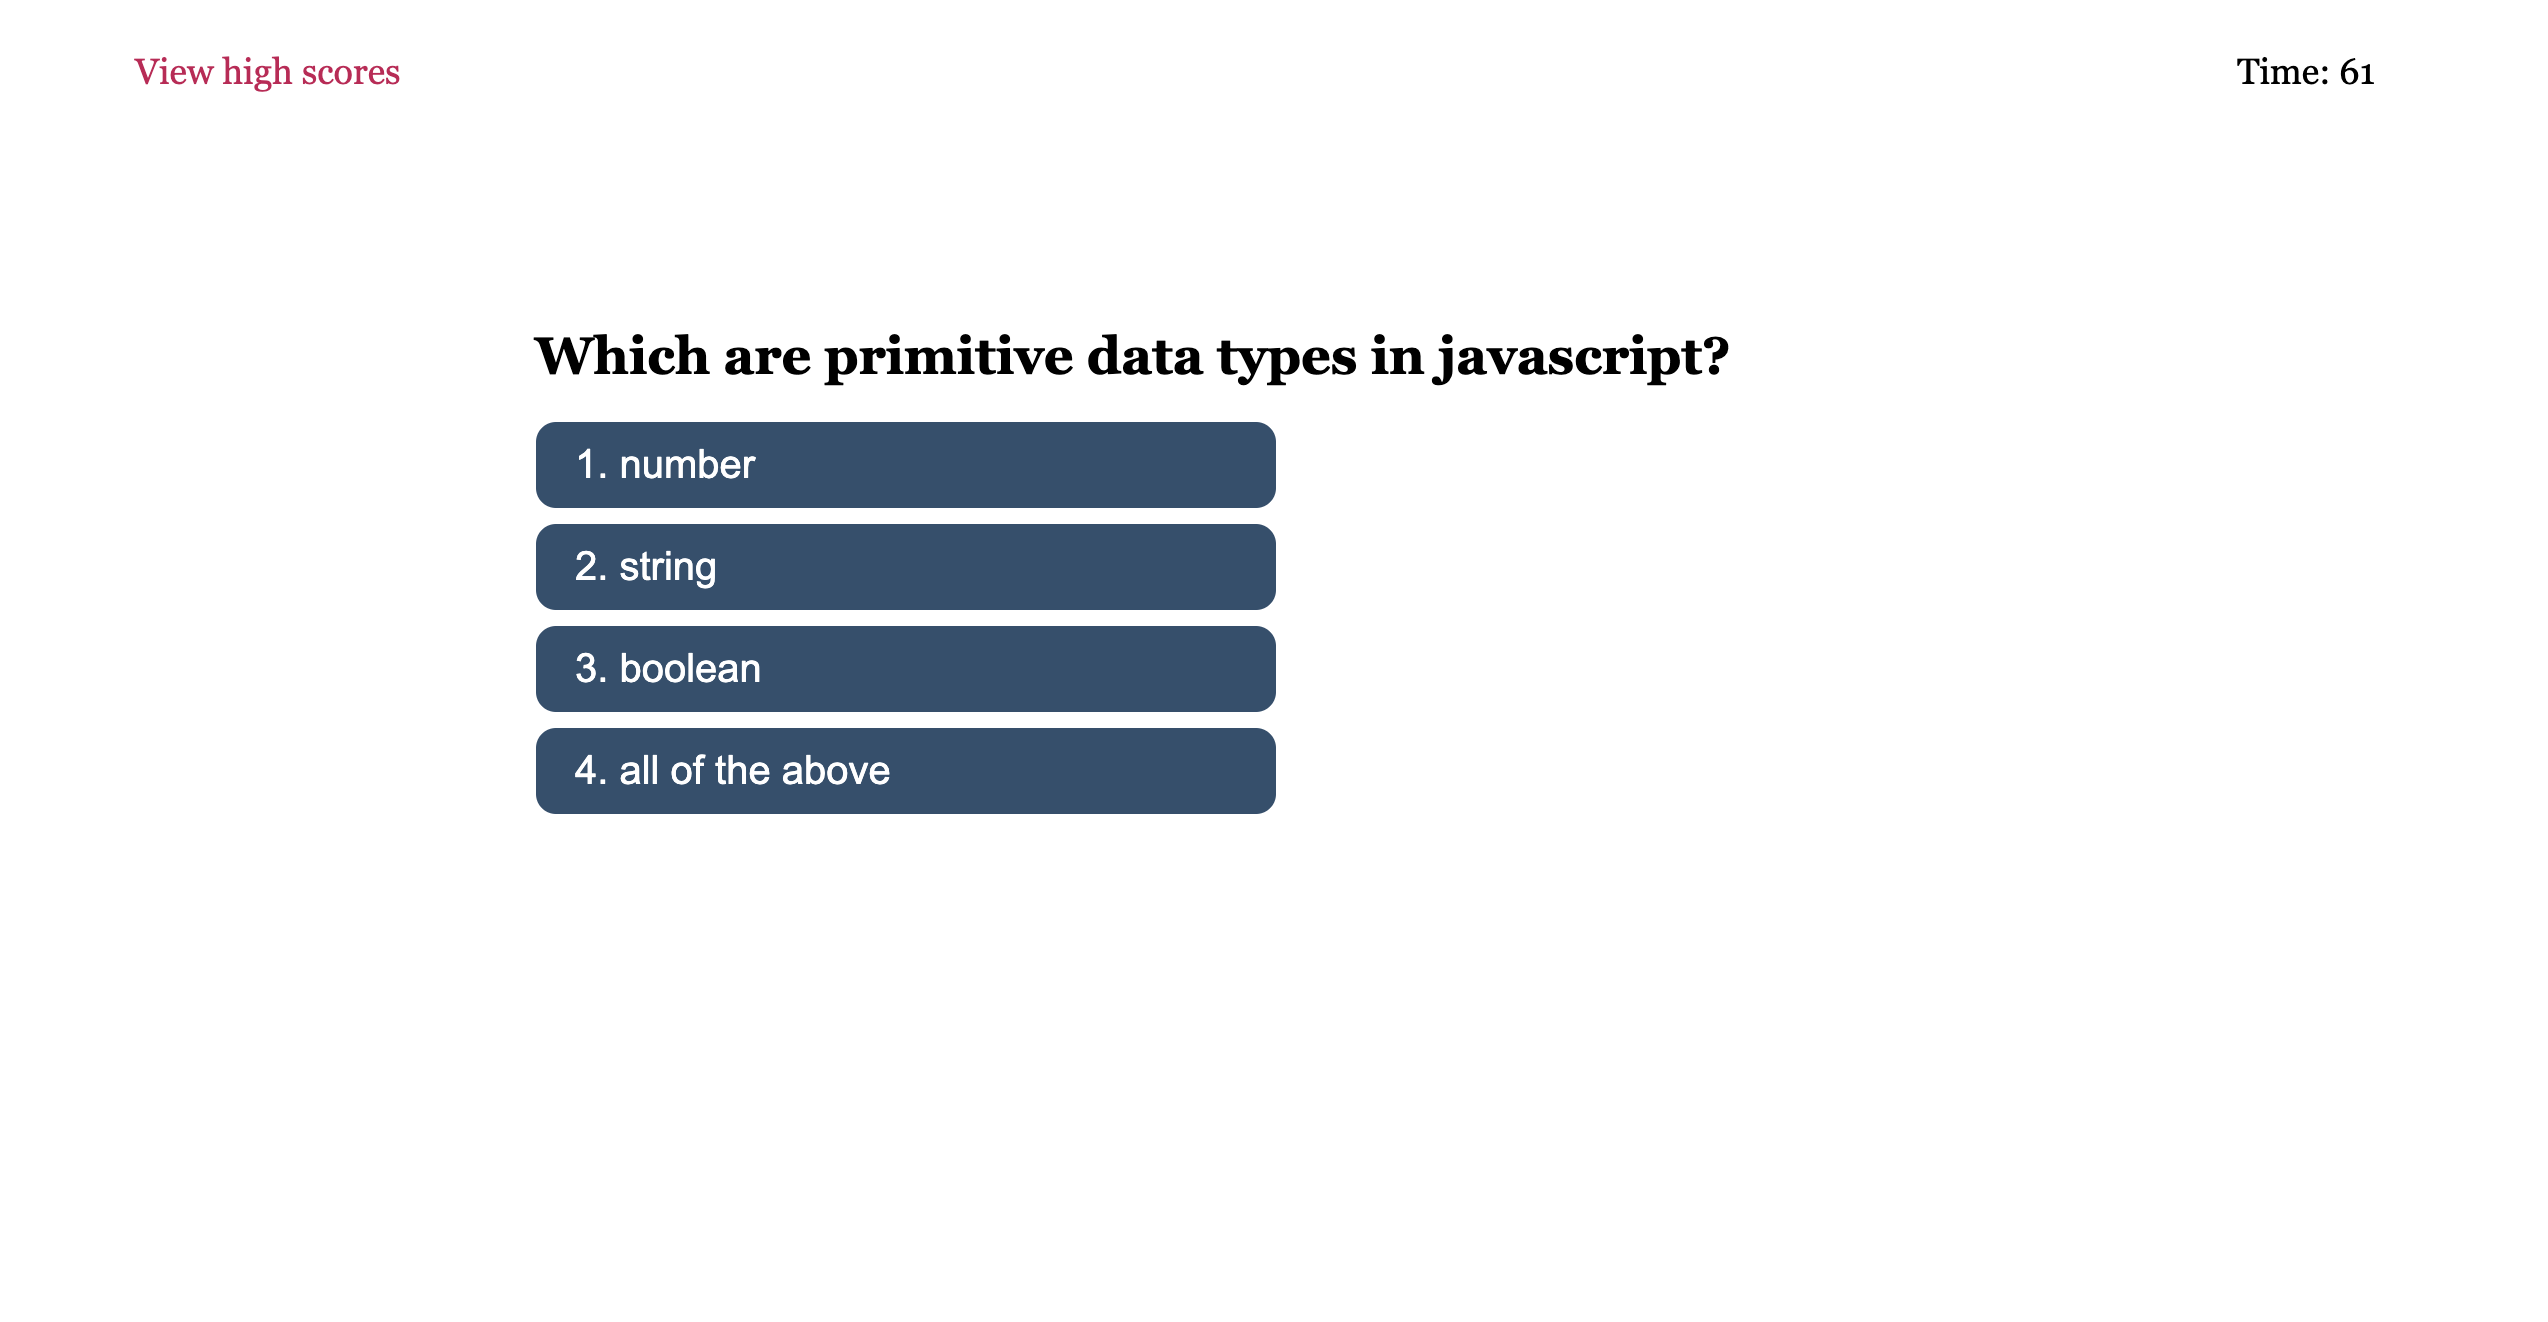 View high scores
Time: 61
Which are primitive data types in javascript?
1. number
2. string
3. boolean
4. all of the above